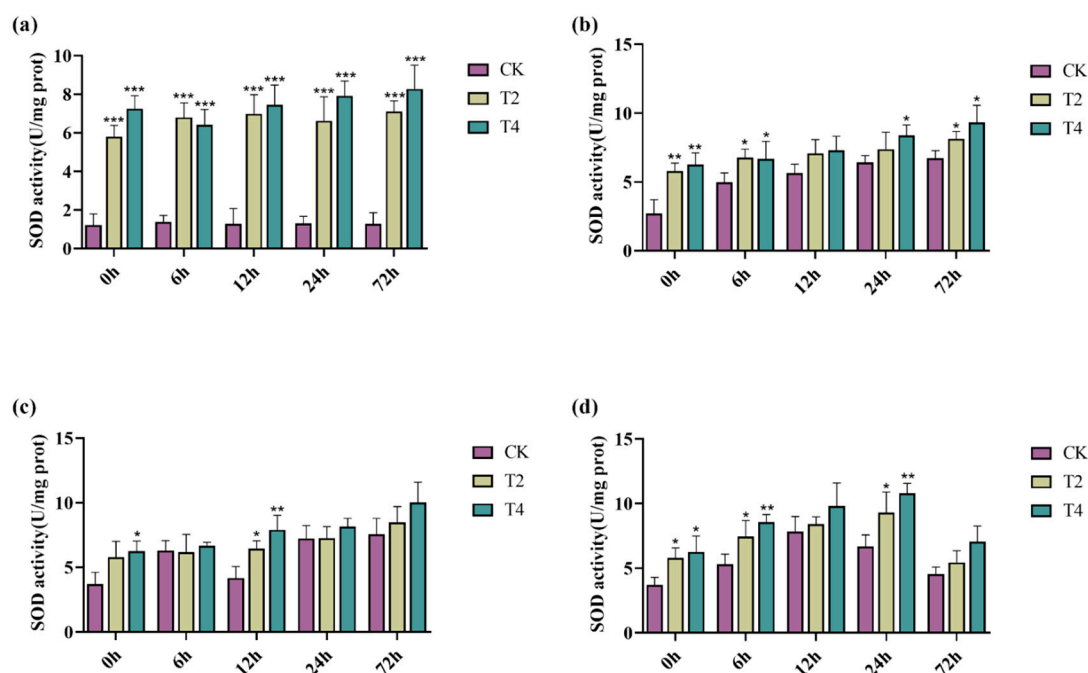 (a)
SOD activity(U/mg prot)
10
8
6
4
2
0
*** *** *** *** *** *** *** *** *** ***
0h 6h 12h 24h 72h
CK
T2
T4
(b)
SOD activity(U/mg prot)
15
10
5
0
** ** * * * * *
0h 6h 12h 24h 72h
CK
T2
T4
(c)
SOD activity(U/mg prot)
15
10
5
0
* * **
0h 6h 12h 24h 72h
CK
T2
T4
(d)
SOD activity(U/mg prot)
15
10
5
0
* * * ** * **
0h 6h 12h 24h 72h
CK
T2
T4